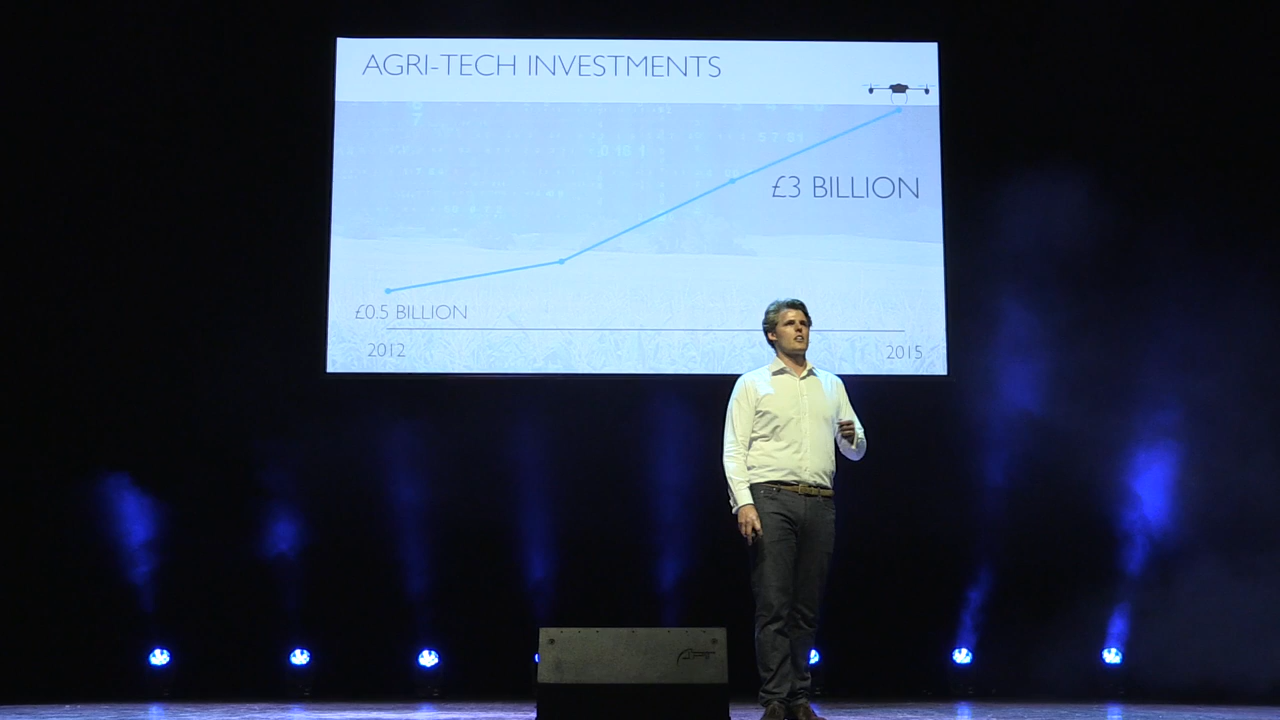 AGRI-TECH INVESTMENTS
£3 BILLION
£0.5 BILLION
2012
2015